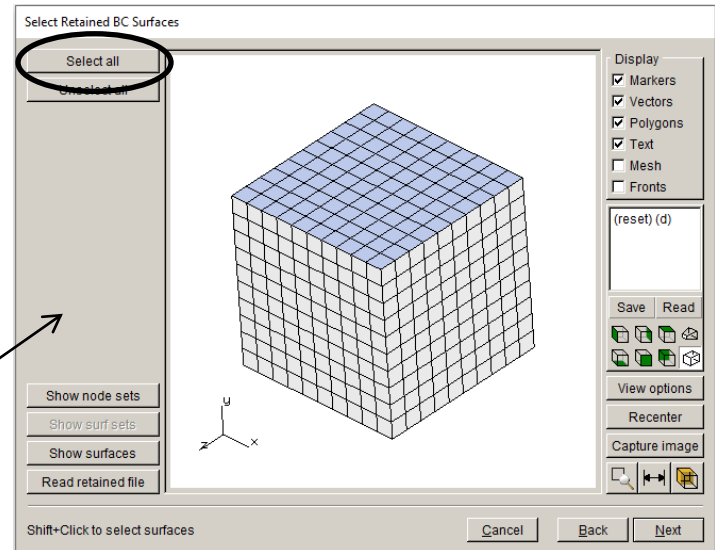 Select Retained BC Surfaces
Select all
Unselect all
Display
Markers
Vectors
Polygons
Text
Mesh
Fronts
(reset) (d)
Save Read
Show node sets
Show surf sets
Show surfaces
Read retained file
y
z x
View options
Recenter
Capture image
Shift+Click to select surfaces
Cancel Back Next